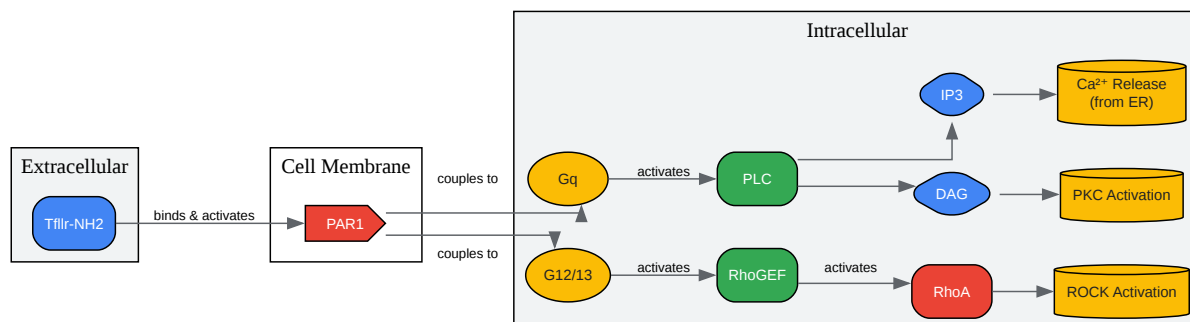 Intracellular
IP3
Ca²⁺ Release
(from ER)
Extracellular
Cell Membrane
couples to
Gq
activates
PLC
DAG
PKC Activation
Tfllr-NH2
binds & activates
PAR1
couples to
G12/13
activates
RhoGEF
activates
RhoA
ROCK Activation